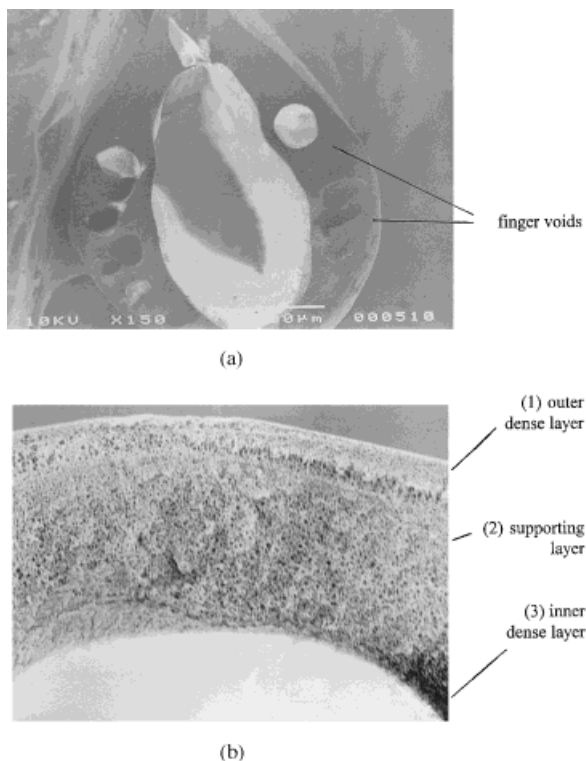 finger voids
10KV X150 0µm 000510
(a)
(1) outer
dense layer
(2) supporting
layer
(3) inner
dense layer
(b)